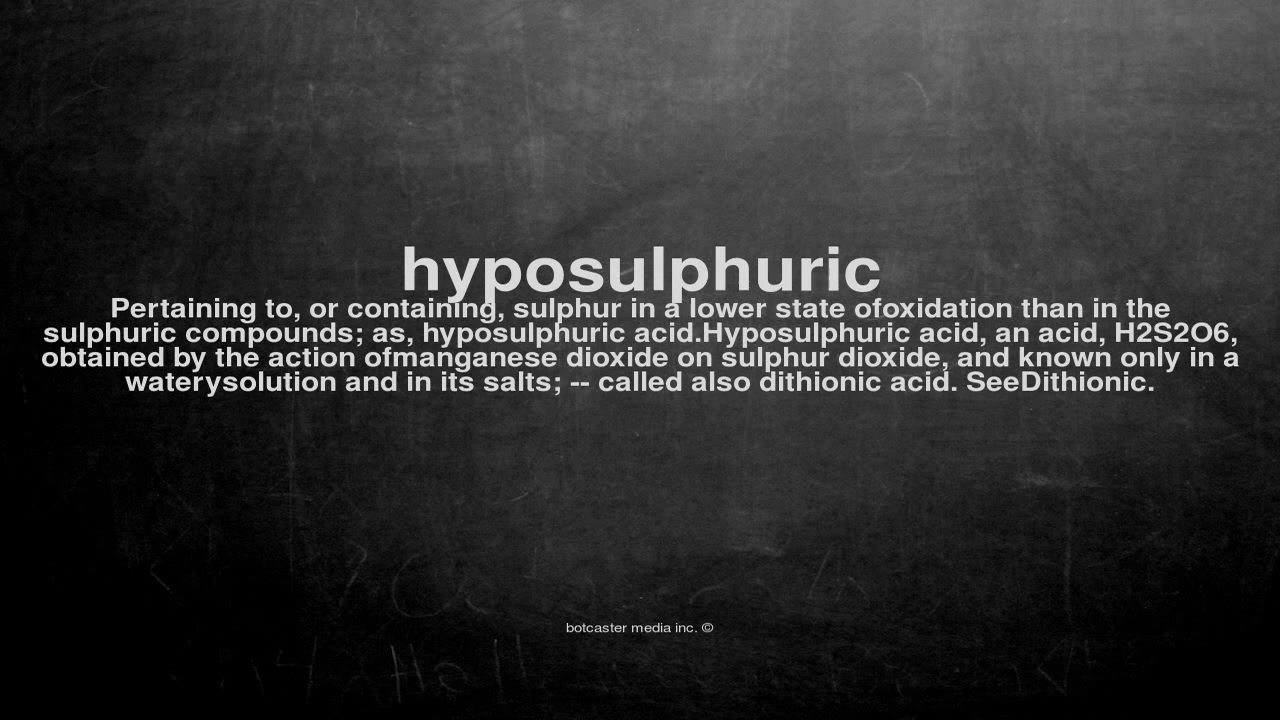 hyposulphuric
Pertaining to, or containing, sulphur in a lower state ofoxidation than in the
sulphuric compounds; as, hyposulphuric acid.Hyposulphuric acid, an acid, H2S2O6,
obtained by the action ofmanganese dioxide on sulphur dioxide, and known only in a
waterysolution and in its salts; -- called also dithionic acid. SeeDithionic.
botcaster media inc. ©